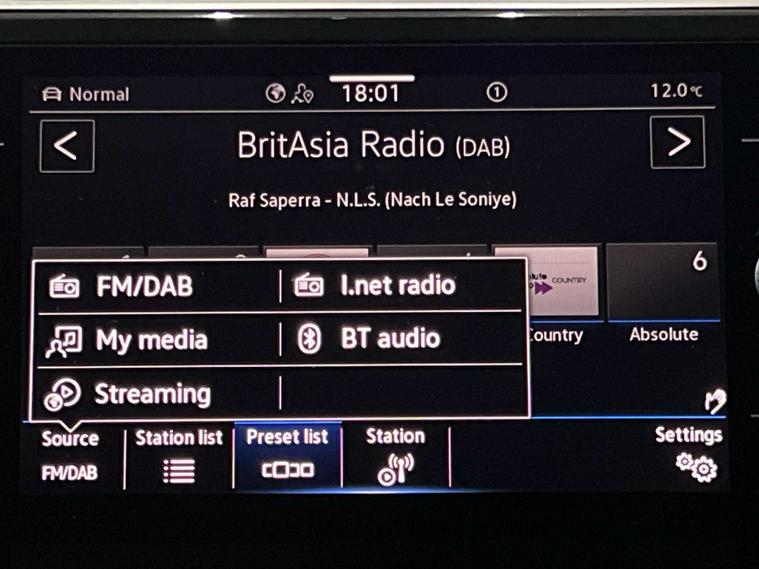 Normal 18:01 1 12.0°C
BritAsia Radio (DAB)
Raf Saperra - N.L.S. (Nach Le Soniye)
6
COUNTRY
FM/DAB I.net radio
My media BT audio
Country Absolute
Streaming
Source Station list Preset list Station Settings
FM/DAB